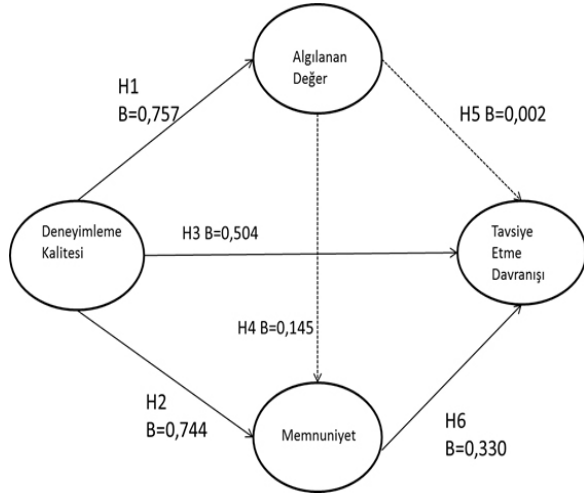 Algılanan
Değer
H1
B=0,757
H5 B=0,002
Deneyimleme
Kalitesi
H3 B=0,504
Tavsiye
Etme
Davranışı
H4 B=0,145
H2
B=0,744
Memnuniyet
H6
B=0,330